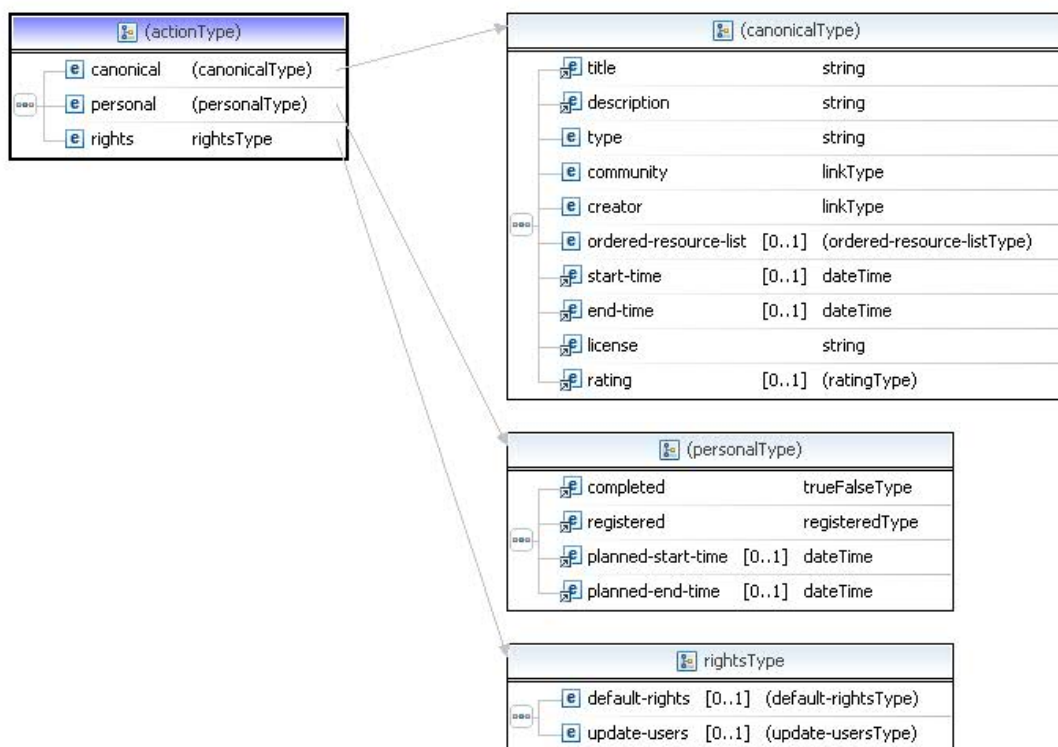 (actionType)
e canonical (canonicalType)
e personal (personalType)
e rights rightsType
(canonicalType)
e title string
e description string
e type string
e community linkType
e creator linkType
e ordered-resource-list [0..1] (ordered-resource-listType)
e start-time [0..1] dateTime
e end-time [0..1] dateTime
e license string
e rating [0..1] (ratingType)
(personalType)
e completed trueFalseType
e registered registeredType
e planned-start-time [0..1] dateTime
e planned-end-time [0..1] dateTime
rightsType
e default-rights [0..1] (default-rightsType)
e update-users [0..1] (update-usersType)